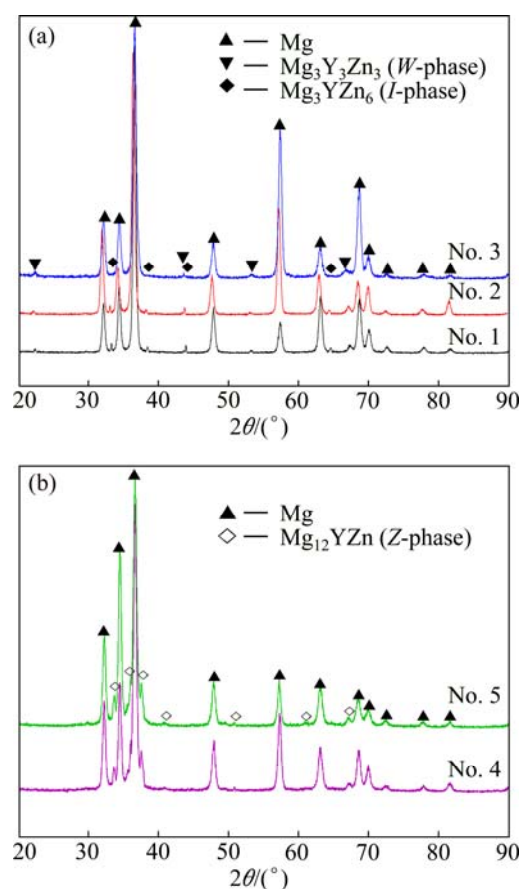 (a)
▲ — Mg
▼ — Mg₃Y₃Zn₃ (W-phase)
◆ — Mg₃YZn₆ (I-phase)
No. 3
No. 2
No. 1
20 30 40 50 60 70 80 90
2θ/(°)
(b)
▲ — Mg
◇ — Mg₁₂YZn (Z-phase)
No. 5
No. 4
20 30 40 50 60 70 80 90
2θ/(°)